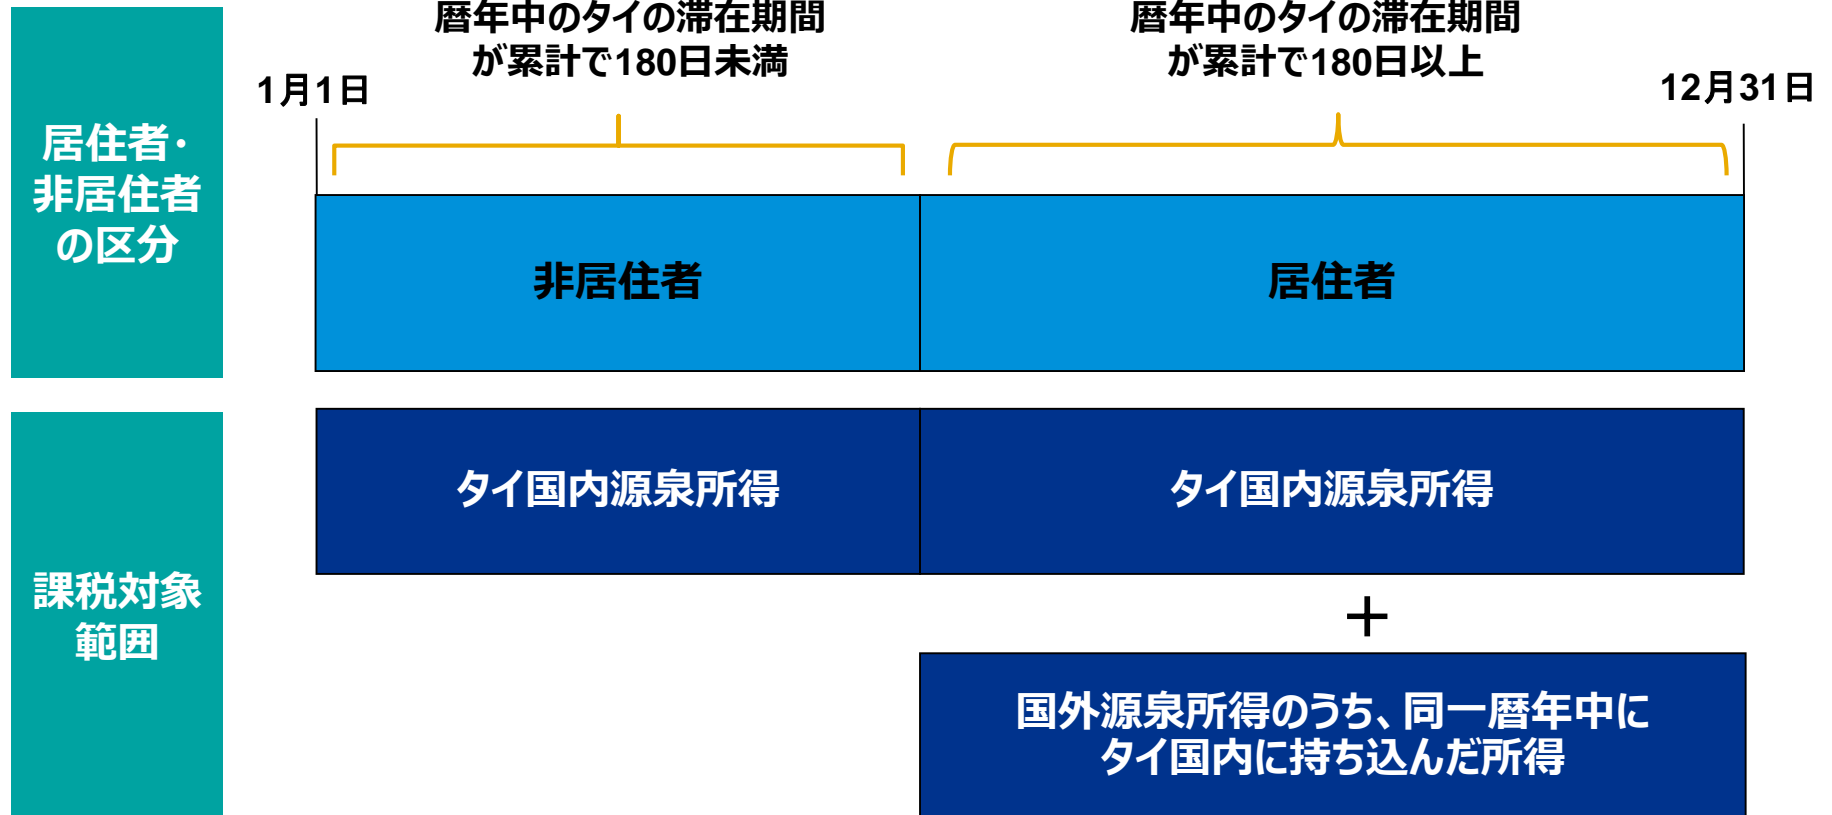 暦年中のタイの滞在期間
が累計で180日未満
暦年中のタイの滞在期間
が累計で180日以上
1月1日
12月31日
居住者・
非居住者
の区分
非居住者
居住者
課税対象
範囲
タイ国内源泉所得
タイ国内源泉所得
＋
国外源泉所得のうち、同一暦年中に
タイ国内に持ち込んだ所得